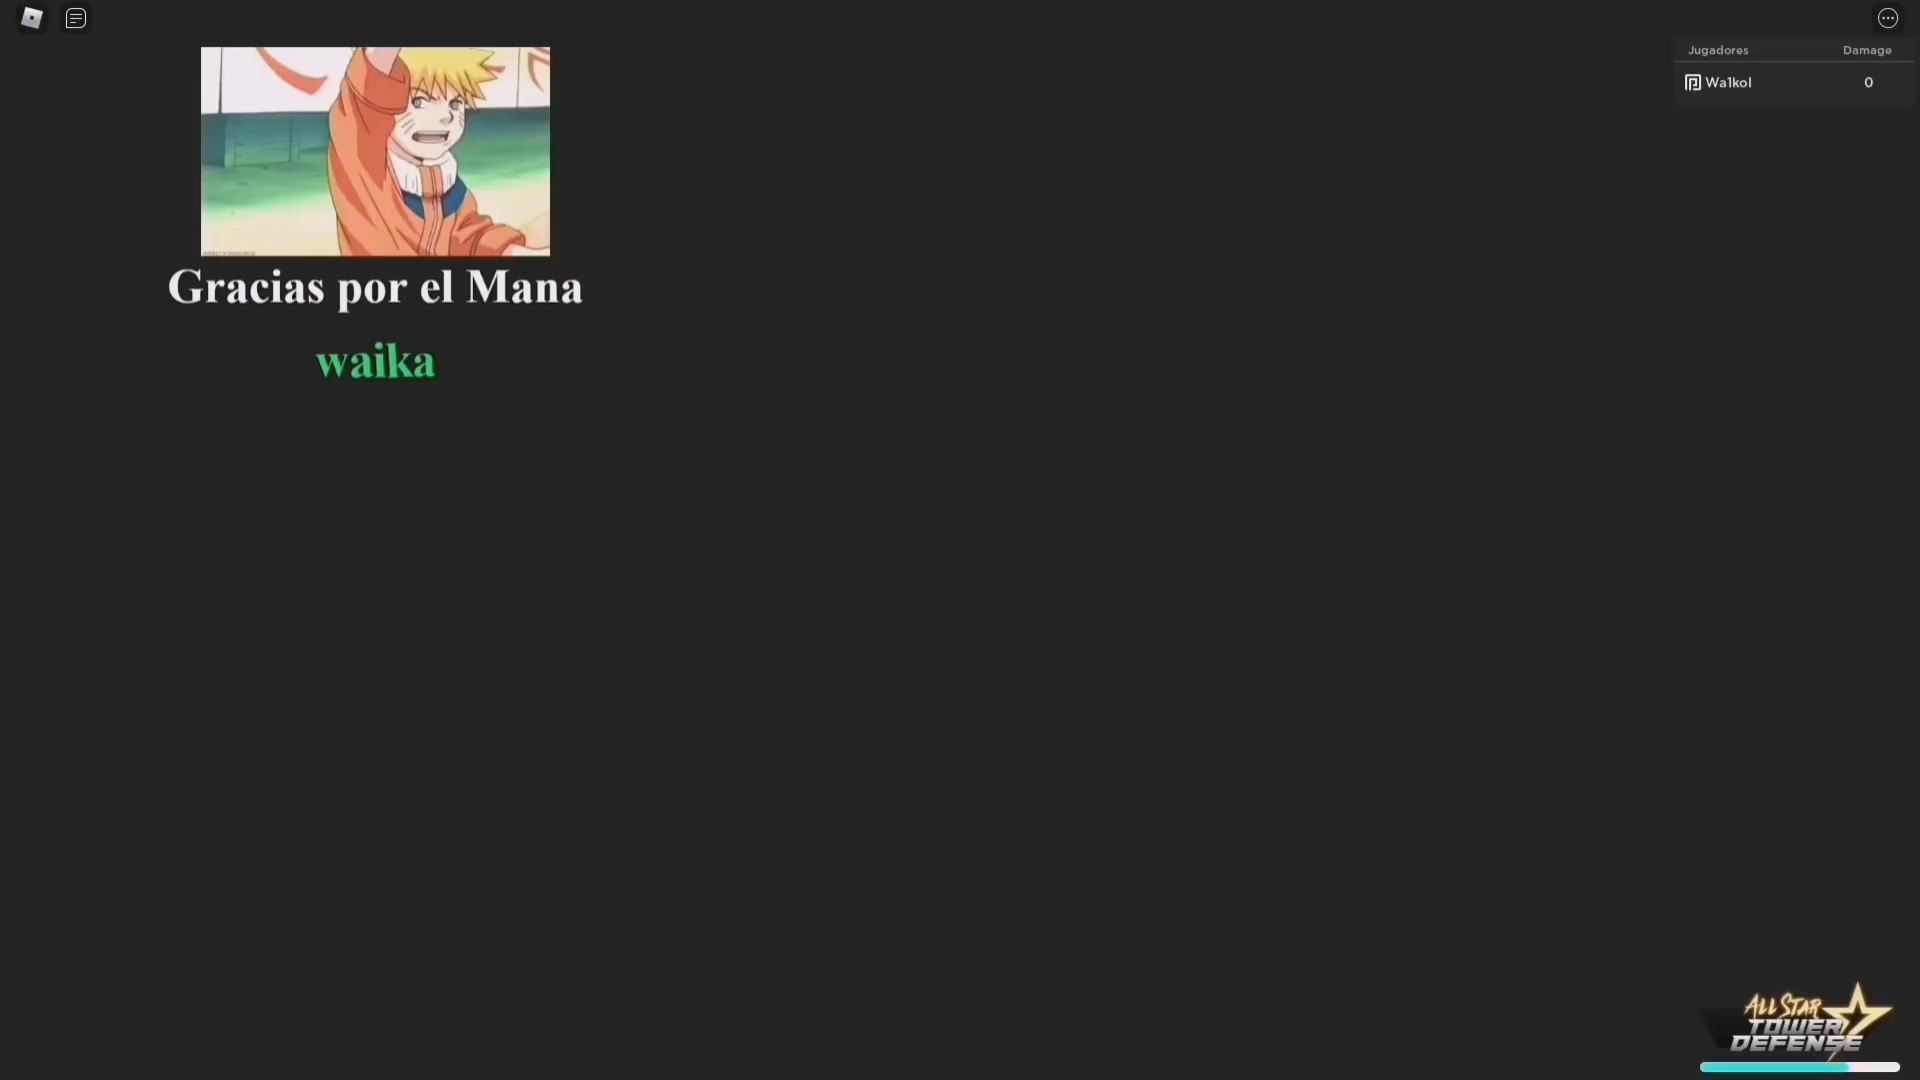 Jugadores Damage
Wa1kol 0
Gracias por el Mana
waika
ALL STAR
TOWER
DEFENSE